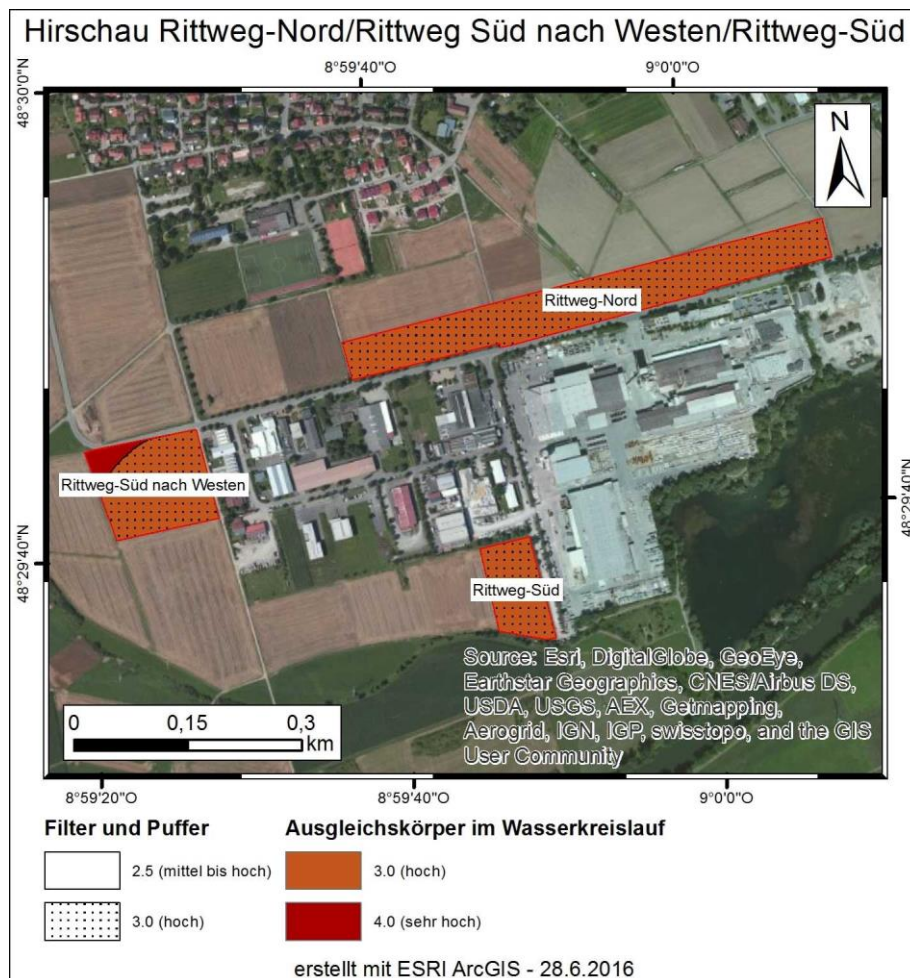 Hirschau Rittweg-Nord/Rittweg Süd nach Westen/Rittweg-Süd
8°59'40"O
9°0'0"O
48°30'0"N
N
Rittweg-Nord
Rittweg-Süd nach Westen
48°29'40"N
48°29'40"N
Rittweg-Süd
Source: Esri, DigitalGlobe, GeoEye,
Earthstar Geographics, CNES/Airbus DS,
USDA, USGS, AEX, Getmapping,
Aerogrid, IGN, IGP, swisstopo, and the GIS
User Community
0 0,15 0,3
km
8°59'20"O
8°59'40"O
9°0'0"O
Filter und Puffer
2.5 (mittel bis hoch)
3.0 (hoch)
Ausgleichskörper im Wasserkreislauf
3.0 (hoch)
4.0 (sehr hoch)
erstellt mit ESRI ArcGIS - 28.6.2016